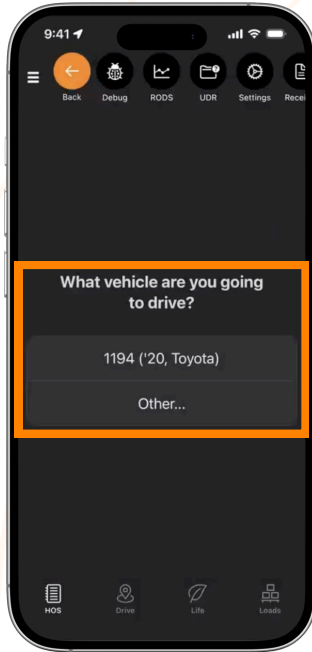 9:41
Back
Debug
RODS
UDR
Settings
What vehicle are you going
to drive?
1194 ('20, Toyota)
Other...
HOS
Drive
Life
Loads